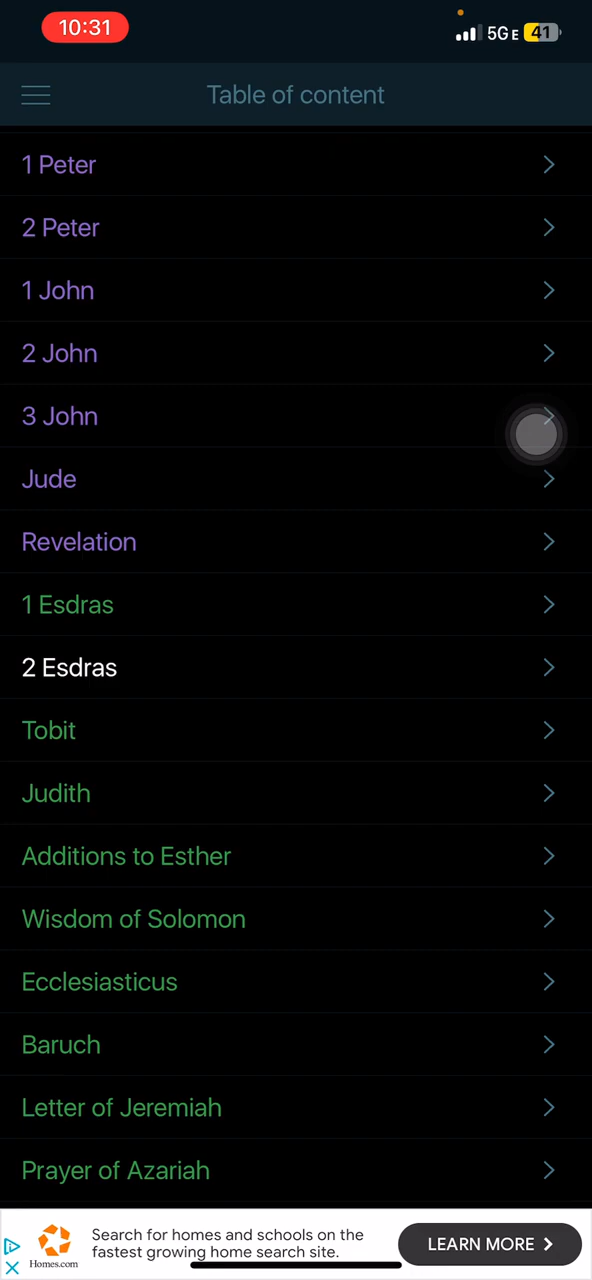 10:31
5GE 41
Table of content
1 Peter
2 Peter
1 John
2 John
3 John
Jude
Revelation
1 Esdras
2 Esdras
Tobit
Judith
Additions to Esther
Wisdom of Solomon
Ecclesiasticus
Baruch
Letter of Jeremiah
Prayer of Azariah
Search for homes and schools on the
fastest growing home search site.
Homes.com
LEARN MORE